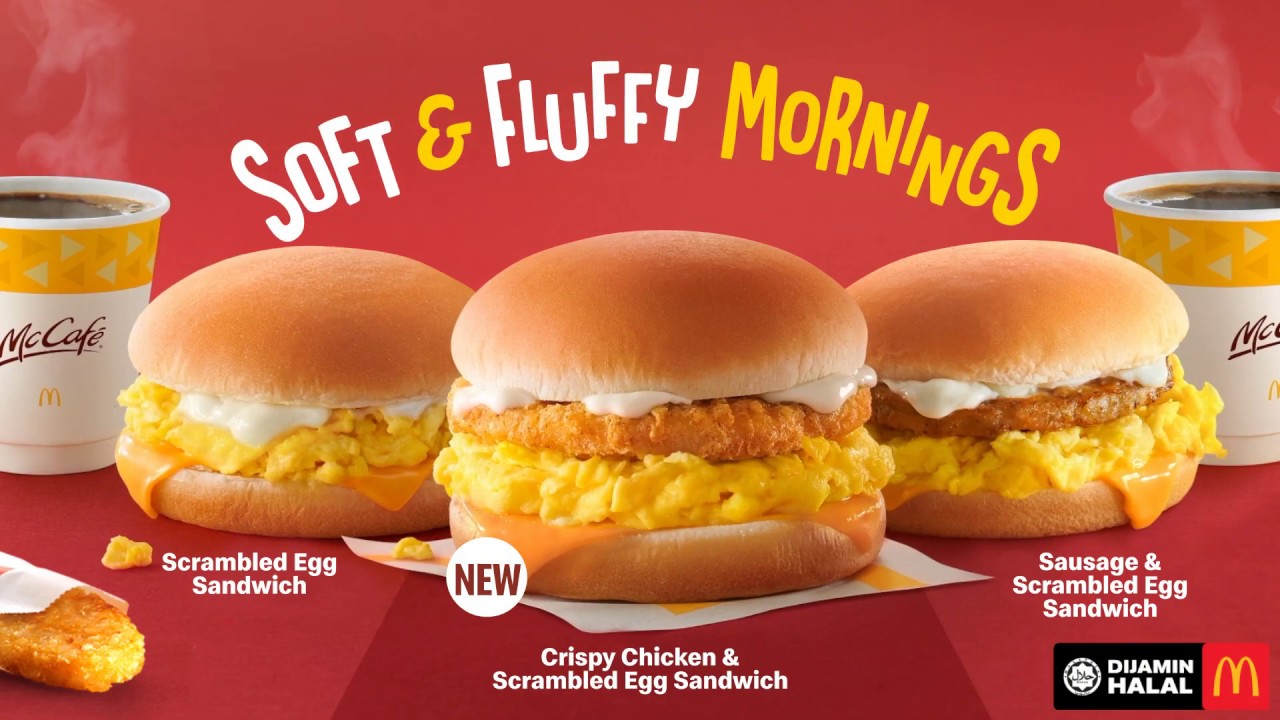 SOFT & FLUFFY MORNINGS
McCafé
McC
Scrambled Egg
Sandwich
NEW
Crispy Chicken &
Scrambled Egg Sandwich
Sausage &
Scrambled Egg
Sandwich
DIJAMIN
HALAL